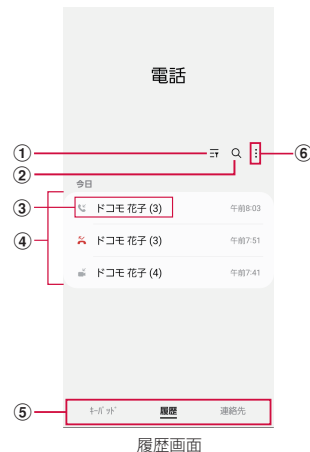 電話
①
②
⑥
今日
③
ドコモ 花子 (3)
午前8:03
④
ドコモ 花子 (3)
午前7:51
ドコモ 花子 (4)
午前7:41
⑤
ｷｰﾊﾟｯﾄﾞ
履歴
連絡先
履歴画面